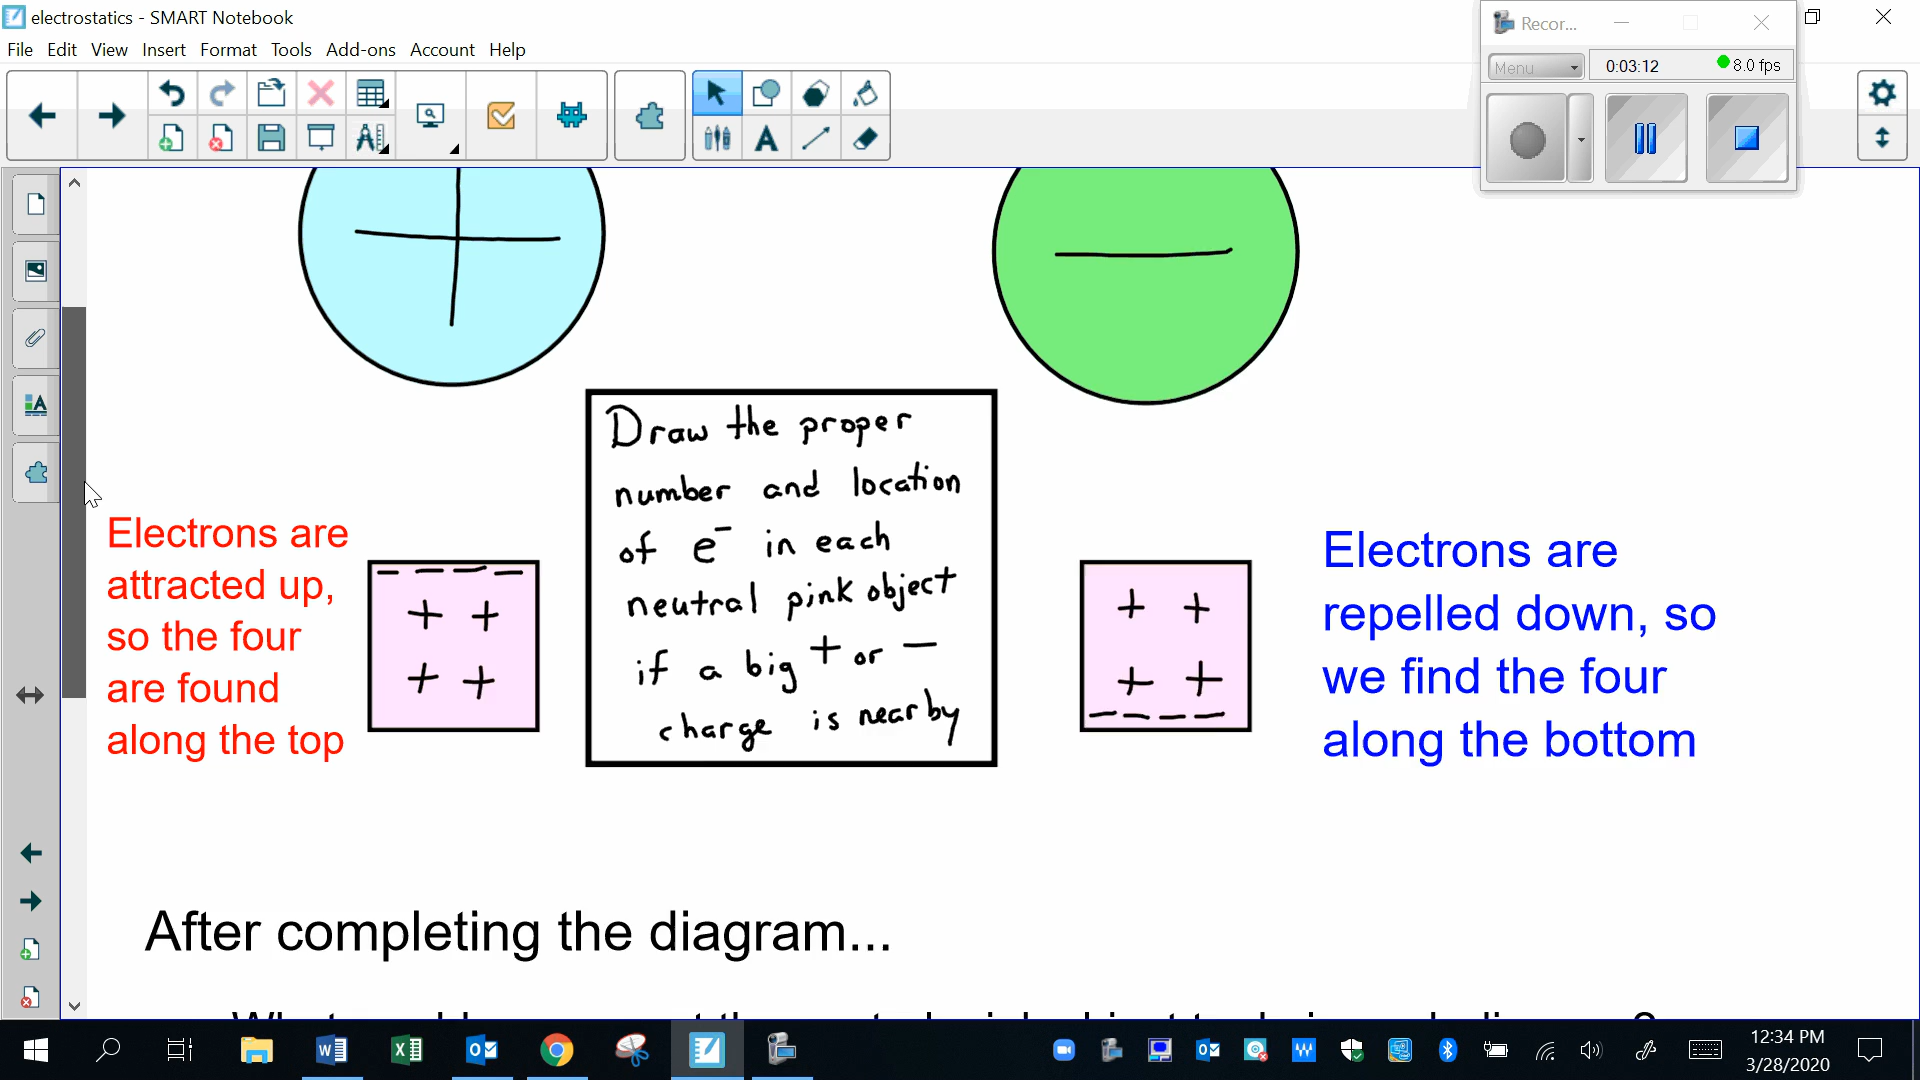 electrostatics - SMART Notebook
Recor...
File Edit View Insert Format Tools Add-ons Account Help
Menu
0:03:12
8.0 fps
Draw the proper
number and location
of e⁻ in each
neutral pink object
if a big + or −
charge is nearby
Electrons are
attracted up,
so the four
are found
along the top
− − − −
+ +
+ +
+ +
+ +
− − − −
Electrons are
repelled down, so
we find the four
along the bottom
After completing the diagram...
12:34 PM
3/28/2020